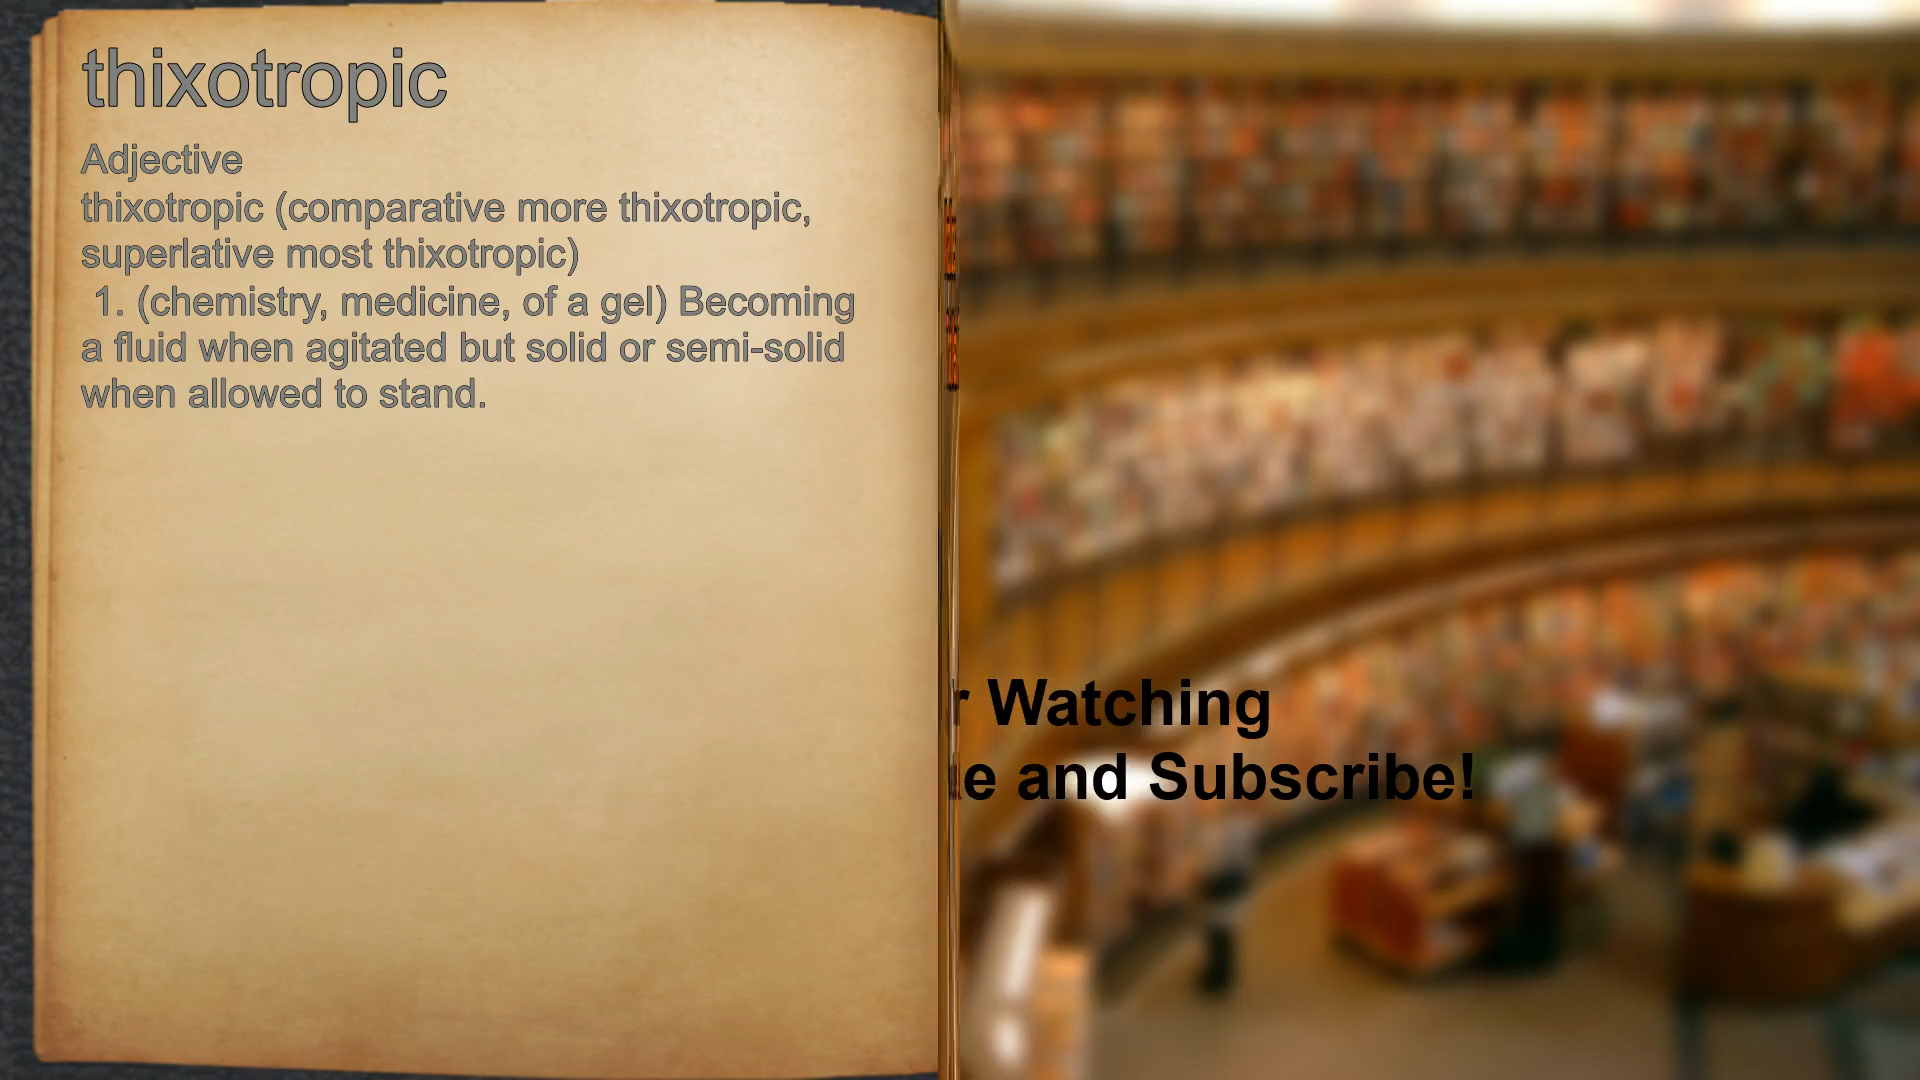 thixotropic
Adjective
thixotropic (comparative more thixotropic,
superlative most thixotropic)
1. (chemistry, medicine, of a gel) Becoming
a fluid when agitated but solid or semi-solid
when allowed to stand.
Watching
and Subscribe!